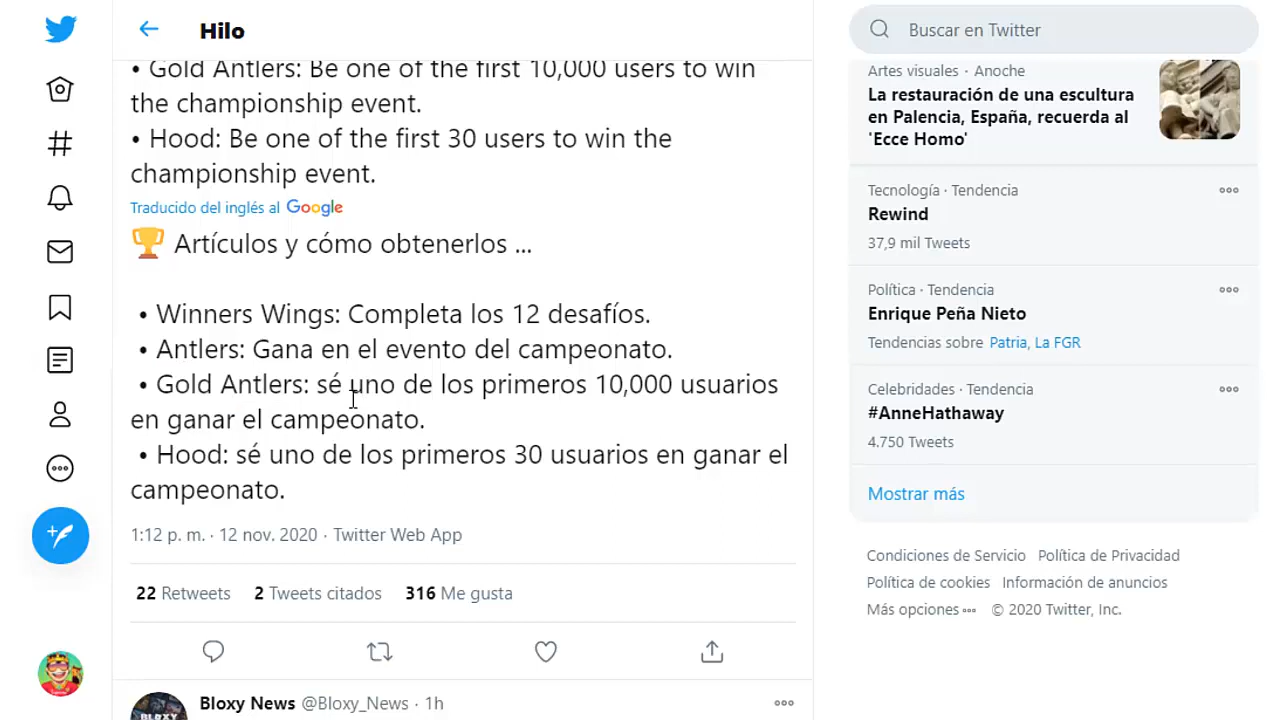 Hilo
• Gold Antlers: Be one of the first 10,000 users to win
the championship event.
• Hood: Be one of the first 30 users to win the
championship event.
Traducido del inglés al Google
Artículos y cómo obtenerlos ...
• Winners Wings: Completa los 12 desafíos.
• Antlers: Gana en el evento del campeonato.
• Gold Antlers: sé uno de los primeros 10,000 usuarios
en ganar el campeonato.
• Hood: sé uno de los primeros 30 usuarios en ganar el
campeonato.
1:12 p. m. · 12 nov. 2020 · Twitter Web App
22 Retweets 2 Tweets citados 316 Me gusta
Bloxy News @Bloxy_News · 1h
BLOXY
Buscar en Twitter
Artes visuales · Anoche
La restauración de una escultura
en Palencia, España, recuerda al
'Ecce Homo'
Tecnología · Tendencia
Rewind
37,9 mil Tweets
Política · Tendencia
Enrique Peña Nieto
Tendencias sobre Patria, La FGR
Celebridades · Tendencia
#AnneHathaway
4.750 Tweets
Mostrar más
Condiciones de Servicio Política de Privacidad
Política de cookies Información de anuncios
Más opciones © 2020 Twitter, Inc.